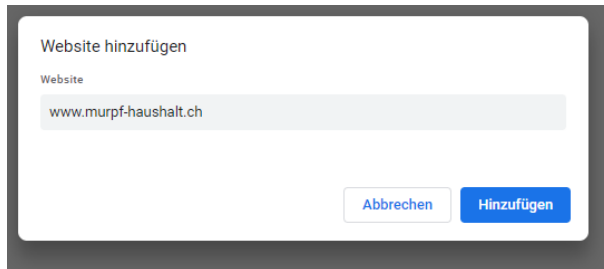 Website hinzufügen
Website
www.murpf-haushalt.ch
Abbrechen Hinzufügen